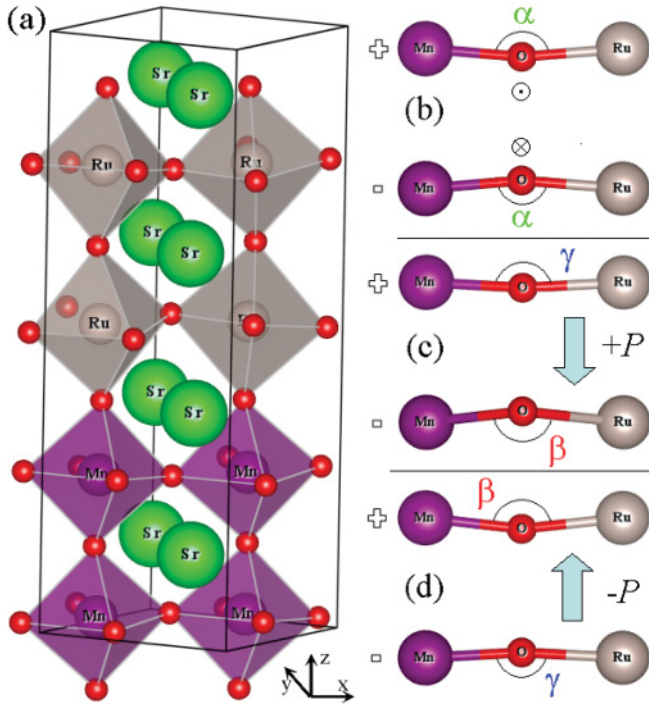 (a)
Sr
Sr
Ru
Ru
Sr
Sr
Ru
Sr
Sr
Mn
Mn
Sr
Sr
Mn
Mn
z
y
x
α
+
Mn
O
Ru
(b)
-
Mn
O
Ru
α
+
Mn
O
γ
Ru
(c)
+P
-
Mn
O
Ru
β
β
+
Mn
O
Ru
(d)
-P
-
Mn
O
Ru
γ